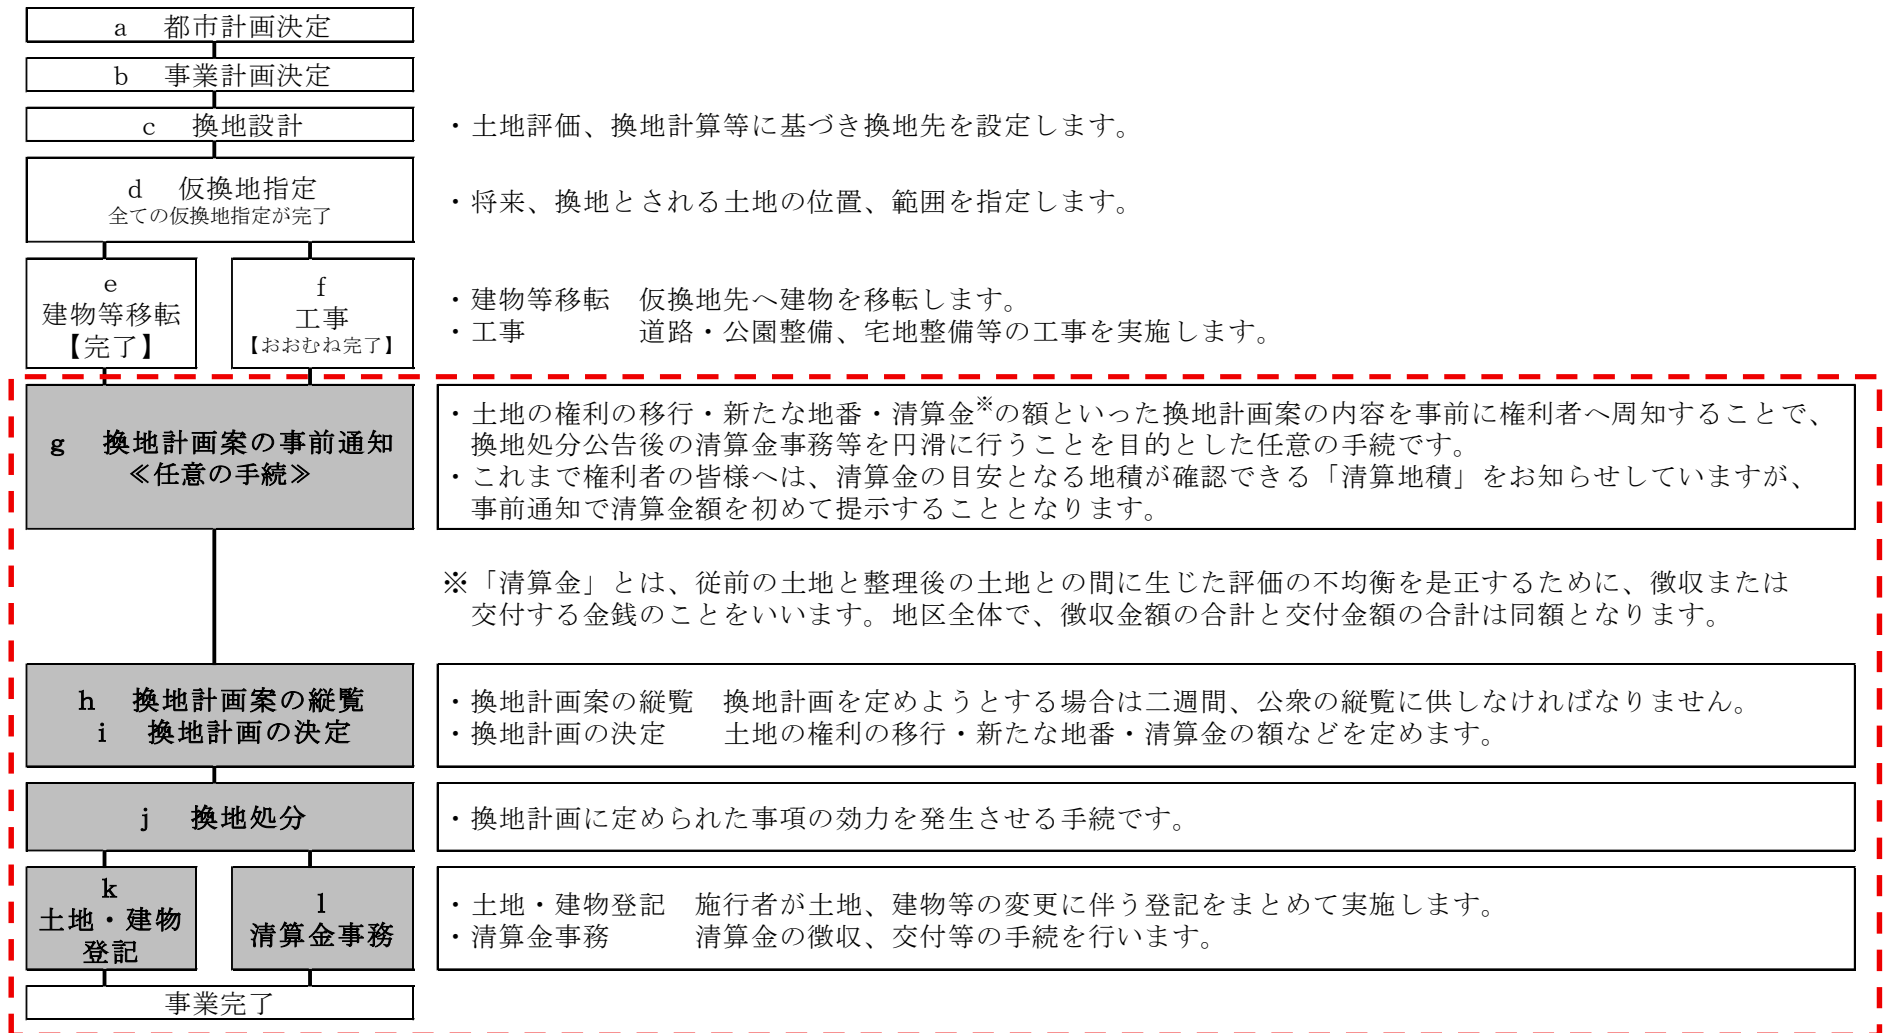 a 都市計画決定
b 事業計画決定
c 換地設計
・土地評価、換地計算等に基づき換地先を設定します。
d 仮換地指定
全ての仮換地指定が完了
・将来、換地とされる土地の位置、範囲を指定します。
e
建物等移転
【完了】
f
工事
【おおむね完了】
・建物等移転 仮換地先へ建物を移転します。
・工事 道路・公園整備、宅地整備等の工事を実施します。
g 換地計画案の事前通知
≪任意の手続≫
・土地の権利の移行・新たな地番・清算金※の額といった換地計画案の内容を事前に権利者へ周知することで、
換地処分公告後の清算金事務等を円滑に行うことを目的とした任意の手続です。
・これまで権利者の皆様へは、清算金の目安となる地積が確認できる「清算地積」をお知らせしていますが、
事前通知で清算金額を初めて提示することとなります。
※「清算金」とは、従前の土地と整理後の土地との間に生じた評価の不均衡を是正するために、徴収または
交付する金銭のことをいいます。地区全体で、徴収金額の合計と交付金額の合計は同額となります。
h 換地計画案の縦覧
i 換地計画の決定
・換地計画案の縦覧 換地計画を定めようとする場合は二週間、公衆の縦覧に供しなければなりません。
・換地計画の決定 土地の権利の移行・新たな地番・清算金の額などを定めます。
j 換地処分
・換地計画に定められた事項の効力を発生させる手続です。
k
土地・建物
登記
l
清算金事務
・土地・建物登記 施行者が土地、建物等の変更に伴う登記をまとめて実施します。
・清算金事務 清算金の徴収、交付等の手続を行います。
事業完了